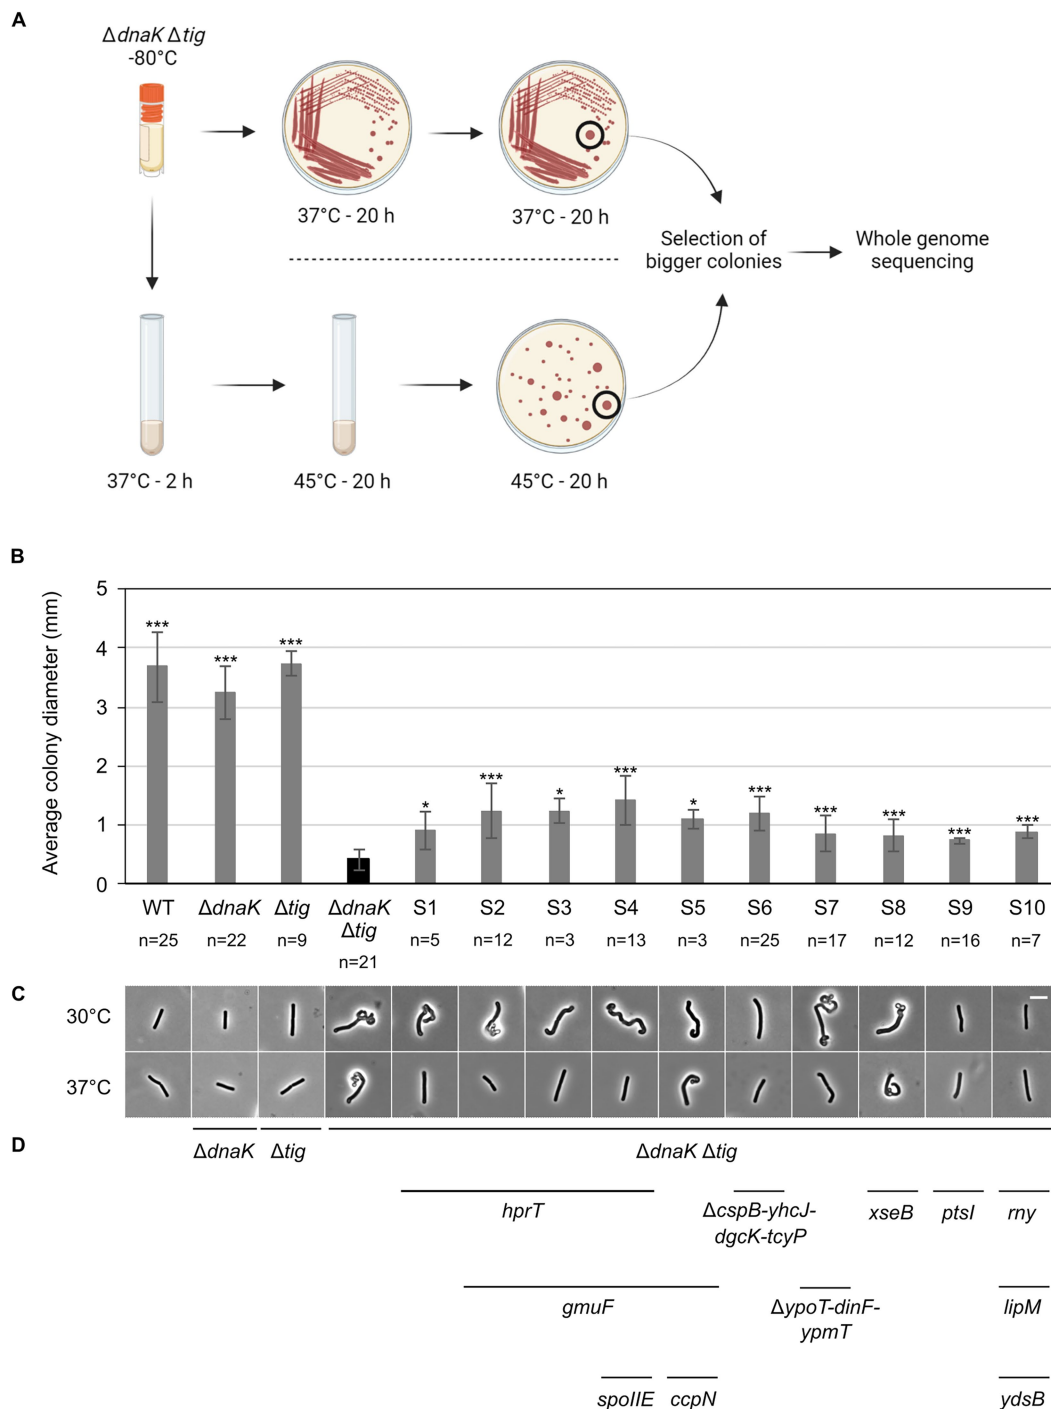 A
ΔdnaK Δtig
-80°C
37°C - 20 h
37°C - 20 h
Selection of
bigger colonies
Whole genome
sequencing
37°C - 2 h
45°C - 20 h
45°C - 20 h
B
Average colony diameter (mm)
5
4
3
2
1
0
*** *** *** * *** * *** * *** *** *** *** ***
WT ΔdnaK Δtig ΔdnaK S1 S2 S3 S4 S5 S6 S7 S8 S9 S10
Δtig
n=25 n=22 n=9 n=21 n=5 n=12 n=3 n=13 n=3 n=25 n=17 n=12 n=16 n=7
C
30°C
37°C
D
ΔdnaK Δtig ΔdnaK Δtig
hprT ΔcspB-yhcJ- xseB ptsI rny
dgcK-tcyP
gmuF ΔypoT-dinF- lipM
ypmT
spoIIE ccpN ydsB